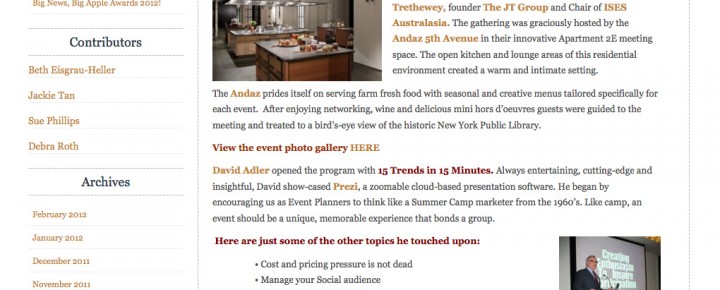 Big News, Big Apple Awards 2012!
Contributors
Beth Eisgrau-Heller
Jackie Tan
Sue Phillips
Debra Roth
Archives
February 2012
January 2012
December 2011
November 2011
Trethewey, founder The JT Group and Chair of ISES
Australasia. The gathering was graciously hosted by the
Andaz 5th Avenue in their innovative Apartment 2E meeting
space. The open kitchen and lounge areas of this residential
environment created a warm and intimate setting.
The Andaz prides itself on serving farm fresh food with seasonal and creative menus tailored specifically
for each event. After enjoying networking, wine and delicious mini hors d'oeuvres guests were guided to the
meeting and treated to a bird's-eye view of the historic New York Public Library.
View the event photo gallery HERE
David Adler opened the program with 15 Trends in 15 Minutes. Always entertaining, cutting-edge and
insightful, David show-cased Prezi, a zoomable cloud-based presentation software. He began by
encouraging us as Event Planners to think like a Summer Camp marketer from the 1960's. Like camp, an
event should be a unique, memorable experience that bonds a group.
Here are just some of the other topics he touched upon:
• Cost and pricing pressure is not dead
• Manage your Social audience
Creating
Enthusiasm